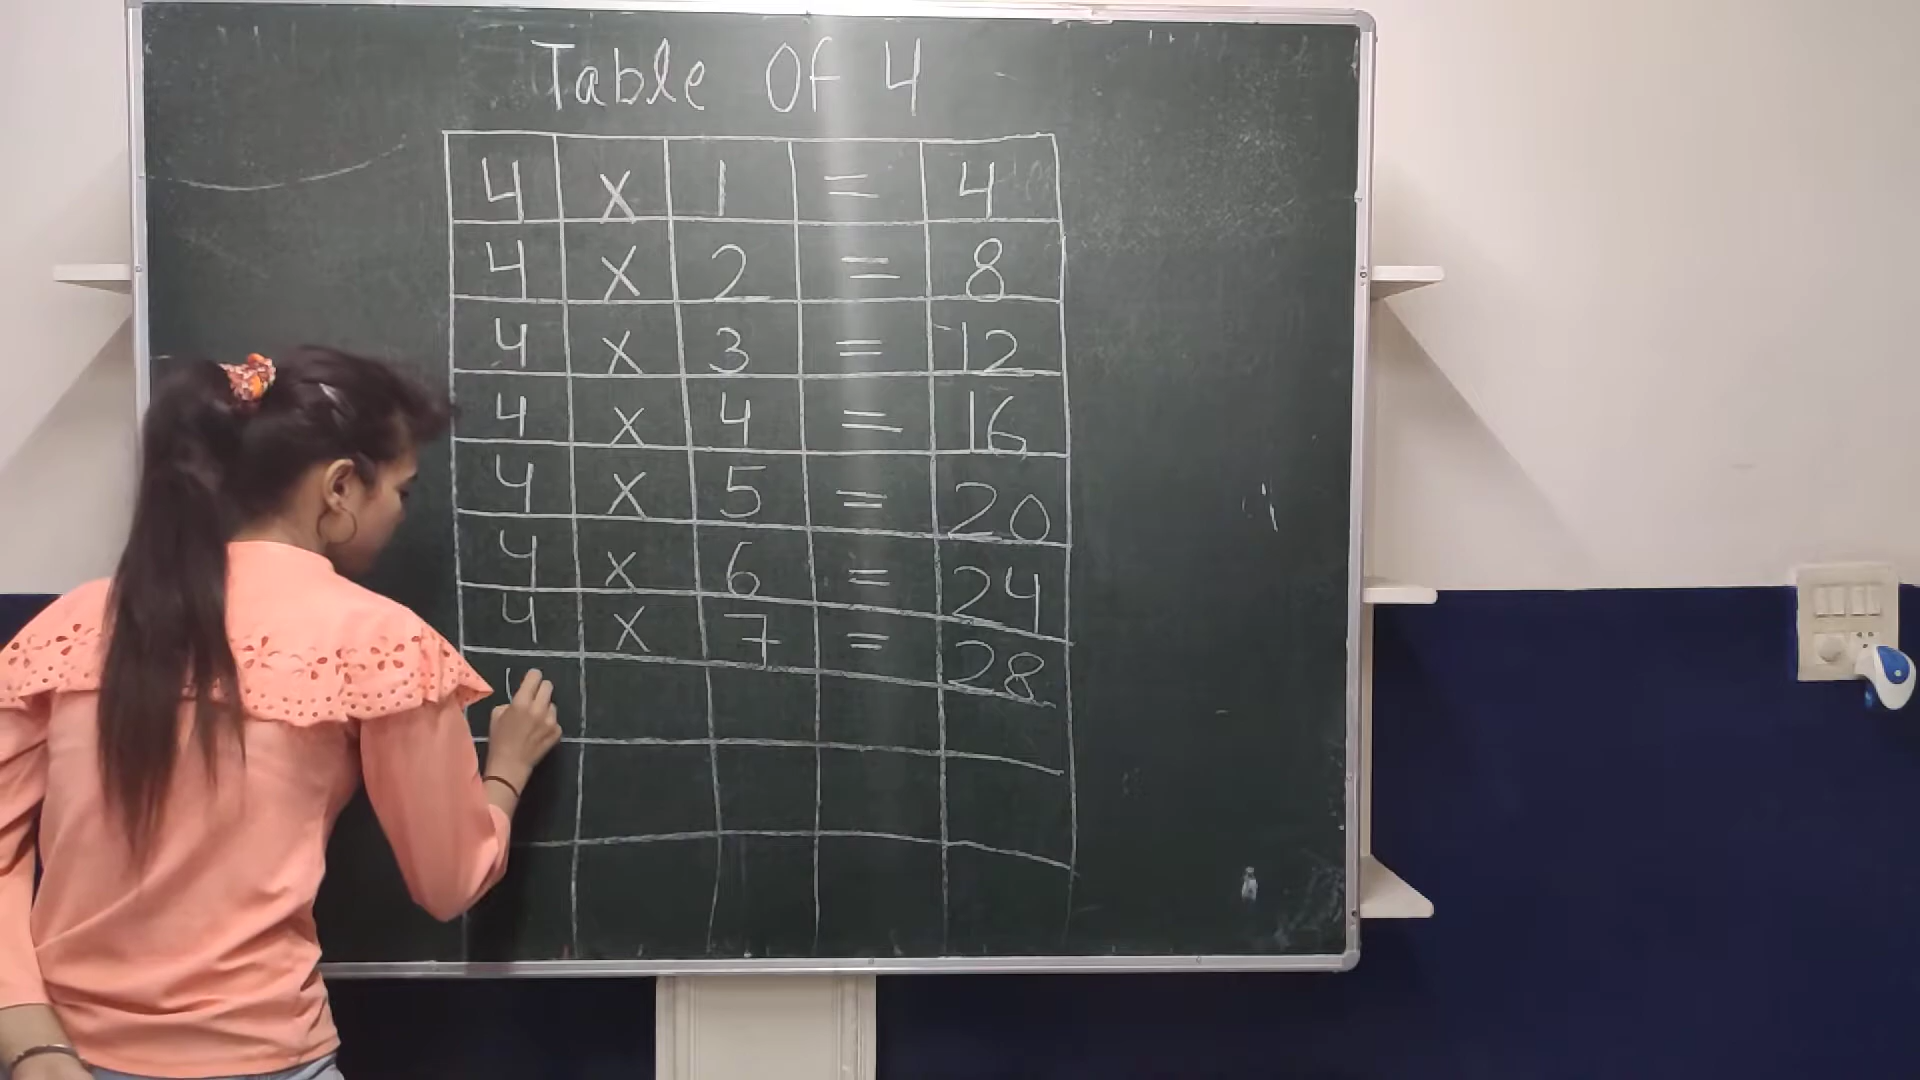 Table Of 4
4 x 1 = 4
4 x 2 = 8
4 x 3 = 12
4 x 4 = 16
4 x 5 = 20
4 x 6 = 24
4 x 7 = 28